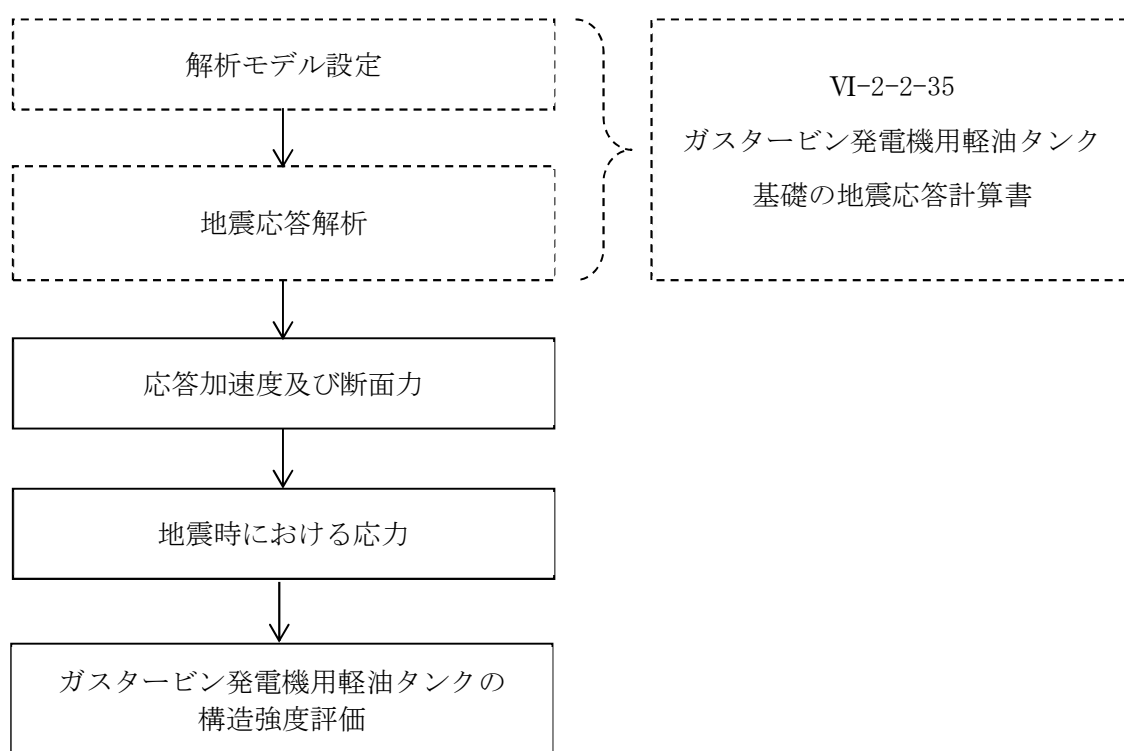 解析モデル設定
地震応答解析
Ⅵ-2-2-35
ガスタービン発電機用軽油タンク
基礎の地震応答計算書
応答加速度及び断面力
地震時における応力
ガスタービン発電機用軽油タンクの
構造強度評価